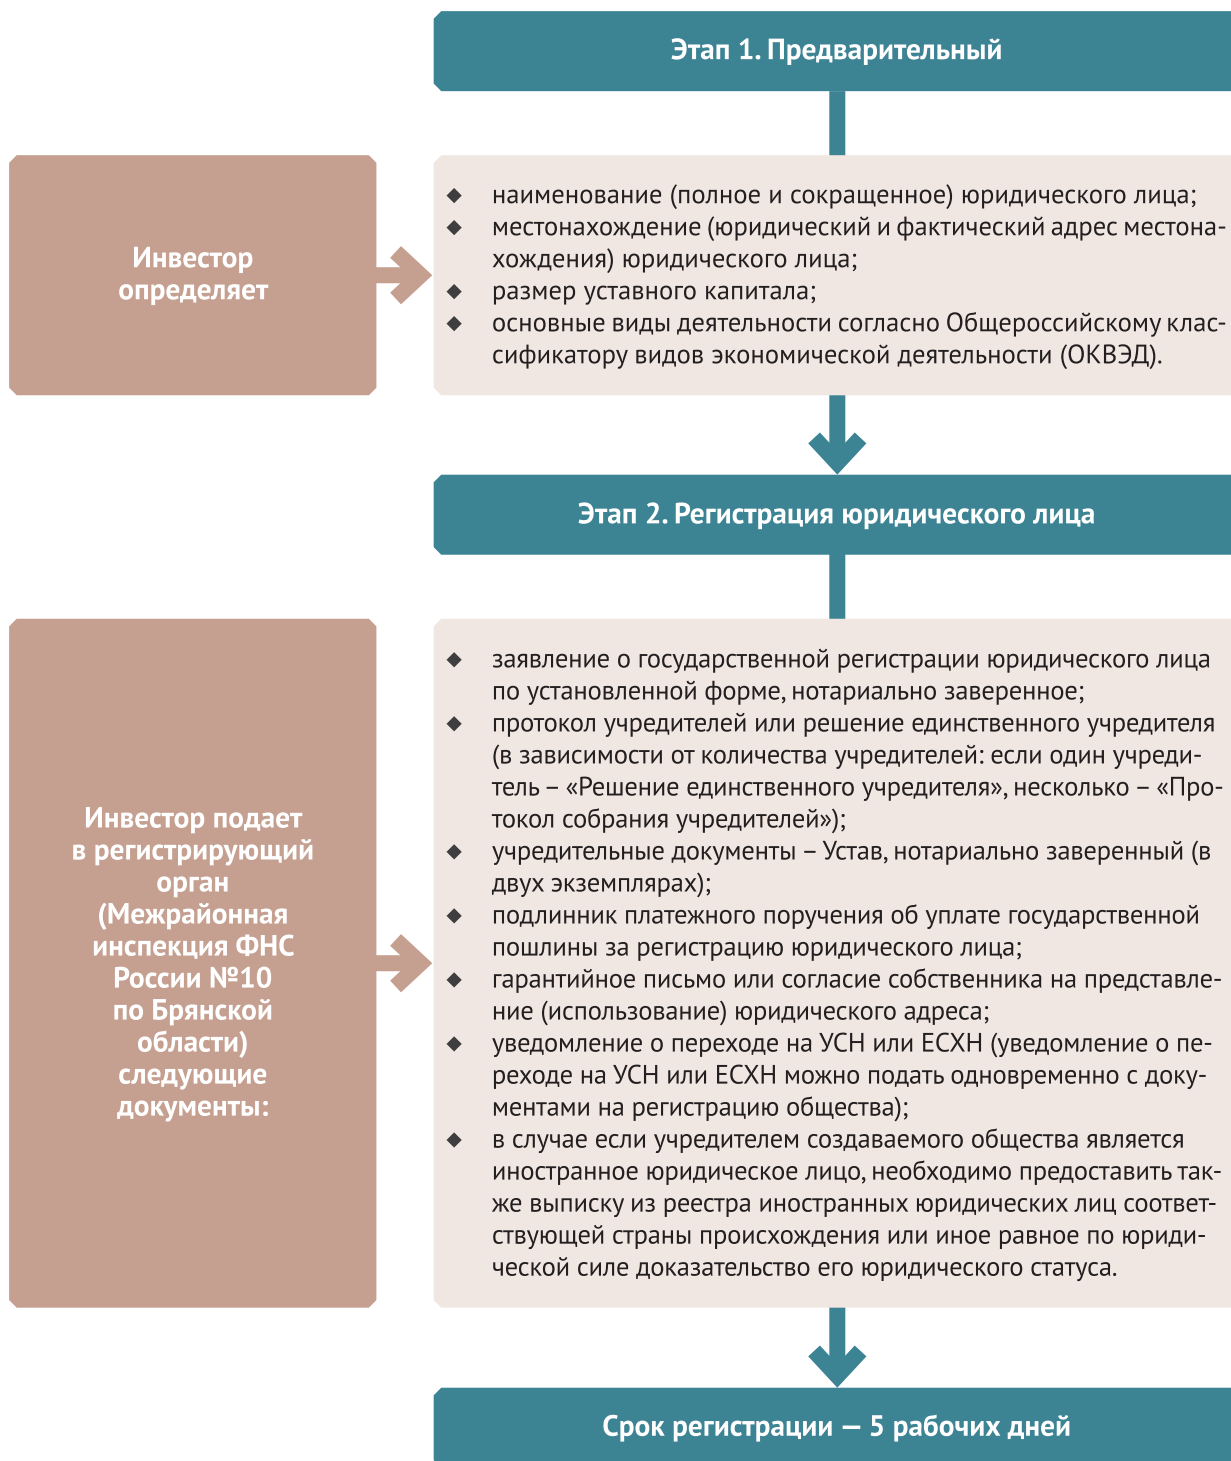 Этап 1. Предварительный
Инвестор
определяет
◆ наименование (полное и сокращенное) юридического лица;
◆ местонахождение (юридический и фактический адрес местона-
хождения) юридического лица;
◆ размер уставного капитала;
◆ основные виды деятельности согласно Общероссийскому клас-
сификатору видов экономической деятельности (ОКВЭД).
Этап 2. Регистрация юридического лица
Инвестор подает
в регистрирующий
орган
(Межрайонная
инспекция ФНС
России №10
по Брянской
области)
следующие
документы:
◆ заявление о государственной регистрации юридического лица
по установленной форме, нотариально заверенное;
◆ протокол учредителей или решение единственного учредителя
(в зависимости от количества учредителей: если один учреди-
тель – «Решение единственного учредителя», несколько – «Про-
токол собрания учредителей»);
◆ учредительные документы – Устав, нотариально заверенный (в
двух экземплярах);
◆ подлинник платежного поручения об уплате государственной
пошлины за регистрацию юридического лица;
◆ гарантийное письмо или согласие собственника на представле-
ние (использование) юридического адреса;
◆ уведомление о переходе на УСН или ЕСХН (уведомление о пе-
реходе на УСН или ЕСХН можно подать одновременно с доку-
ментами на регистрацию общества);
◆ в случае если учредителем создаваемого общества является
иностранное юридическое лицо, необходимо предоставить так-
же выписку из реестра иностранных юридических лиц соответ-
ствующей страны происхождения или иное равное по юриди-
ческой силе доказательство его юридического статуса.
Срок регистрации — 5 рабочих дней